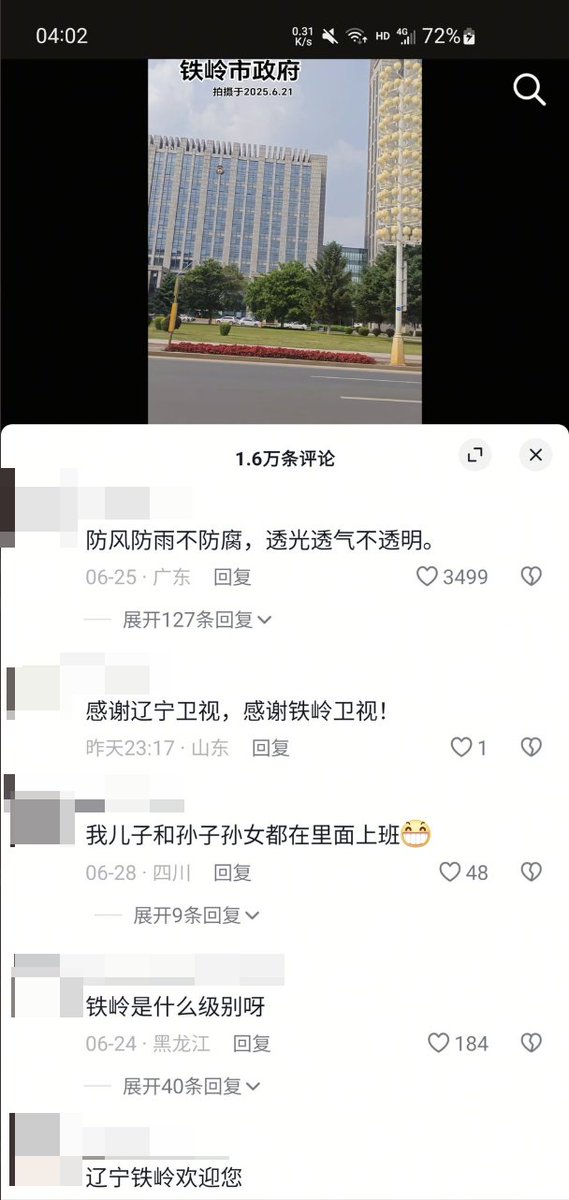 04:02
0.31 K/s
HD
4G
72%
铁岭市政府
拍摄于2025.6.21
1.6万条评论
防风防雨不防腐，透光透气不透明。
06-25 · 广东 回复 3499
展开127条回复
感谢辽宁卫视，感谢铁岭卫视！
昨天23:17 · 山东 回复 1
我儿子和孙子孙女都在里面上班😁
06-28 · 四川 回复 48
展开9条回复
铁岭是什么级别呀
06-24 · 黑龙江 回复 184
展开40条回复
辽宁铁岭欢迎您